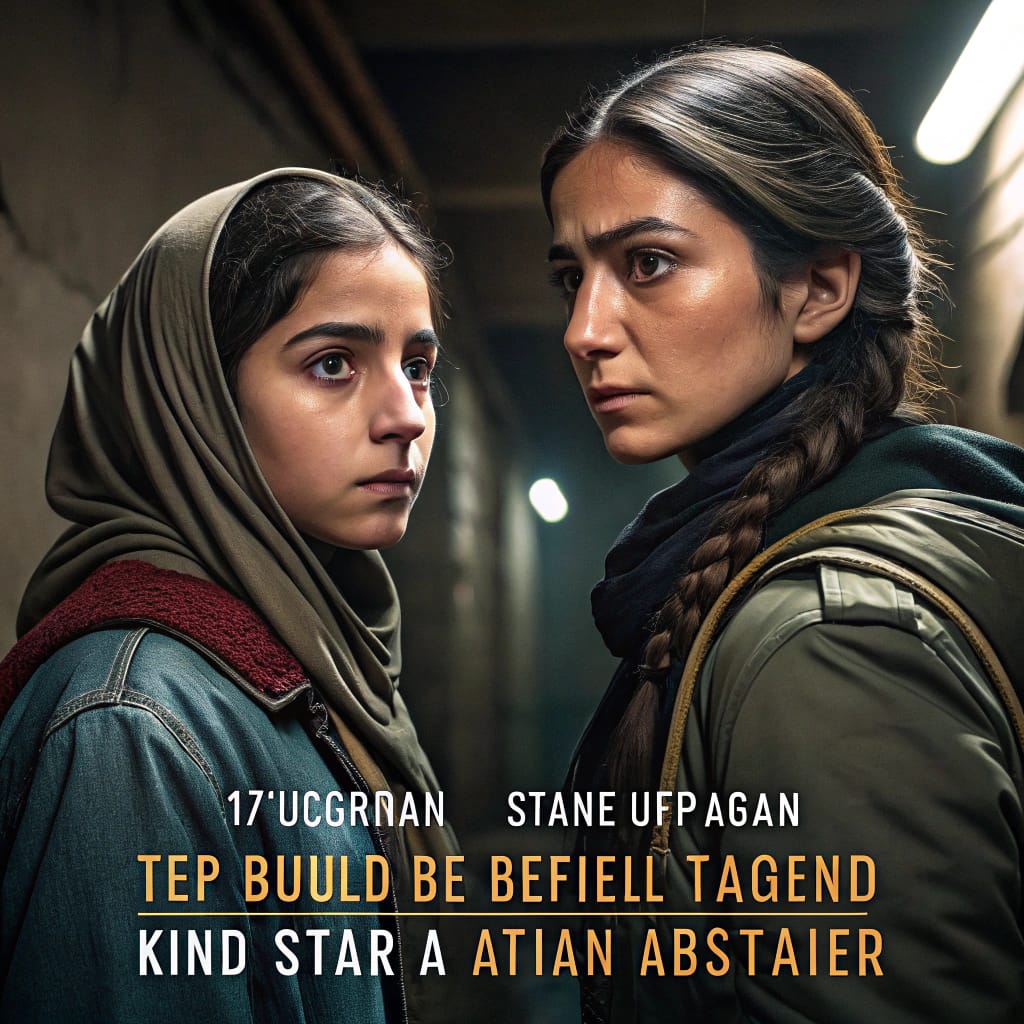 17'UCGRNAN STANE UFPAGAN
TEP BUULD BE BEFIELL TAGEND
KIND STAR A ATIAN ABSTAIER